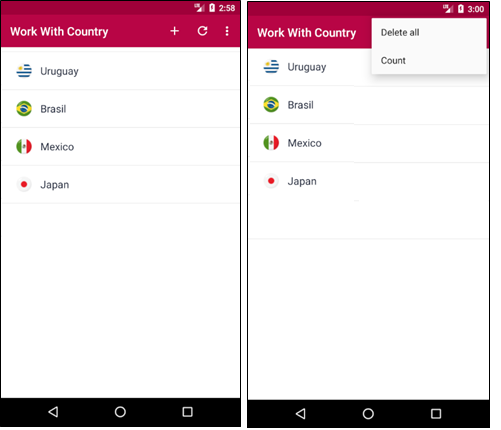 2:58
Work With Country
Uruguay
Brasil
Mexico
Japan
3:00
Work With Country
Delete all
Count
Uruguay
Brasil
Mexico
Japan